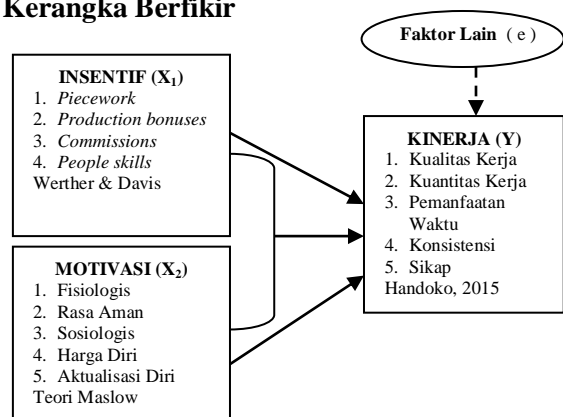 Kerangka Berfikir
Faktor Lain ( e )
INSENTIF (X₁)
1. Piecework
2. Production bonuses
3. Commissions
4. People skills
Werther & Davis
KINERJA (Y)
1. Kualitas Kerja
2. Kuantitas Kerja
3. Pemanfaatan
Waktu
4. Konsistensi
5. Sikap
Handoko, 2015
MOTIVASI (X₂)
1. Fisiologis
2. Rasa Aman
3. Sosiologis
4. Harga Diri
5. Aktualisasi Diri
Teori Maslow